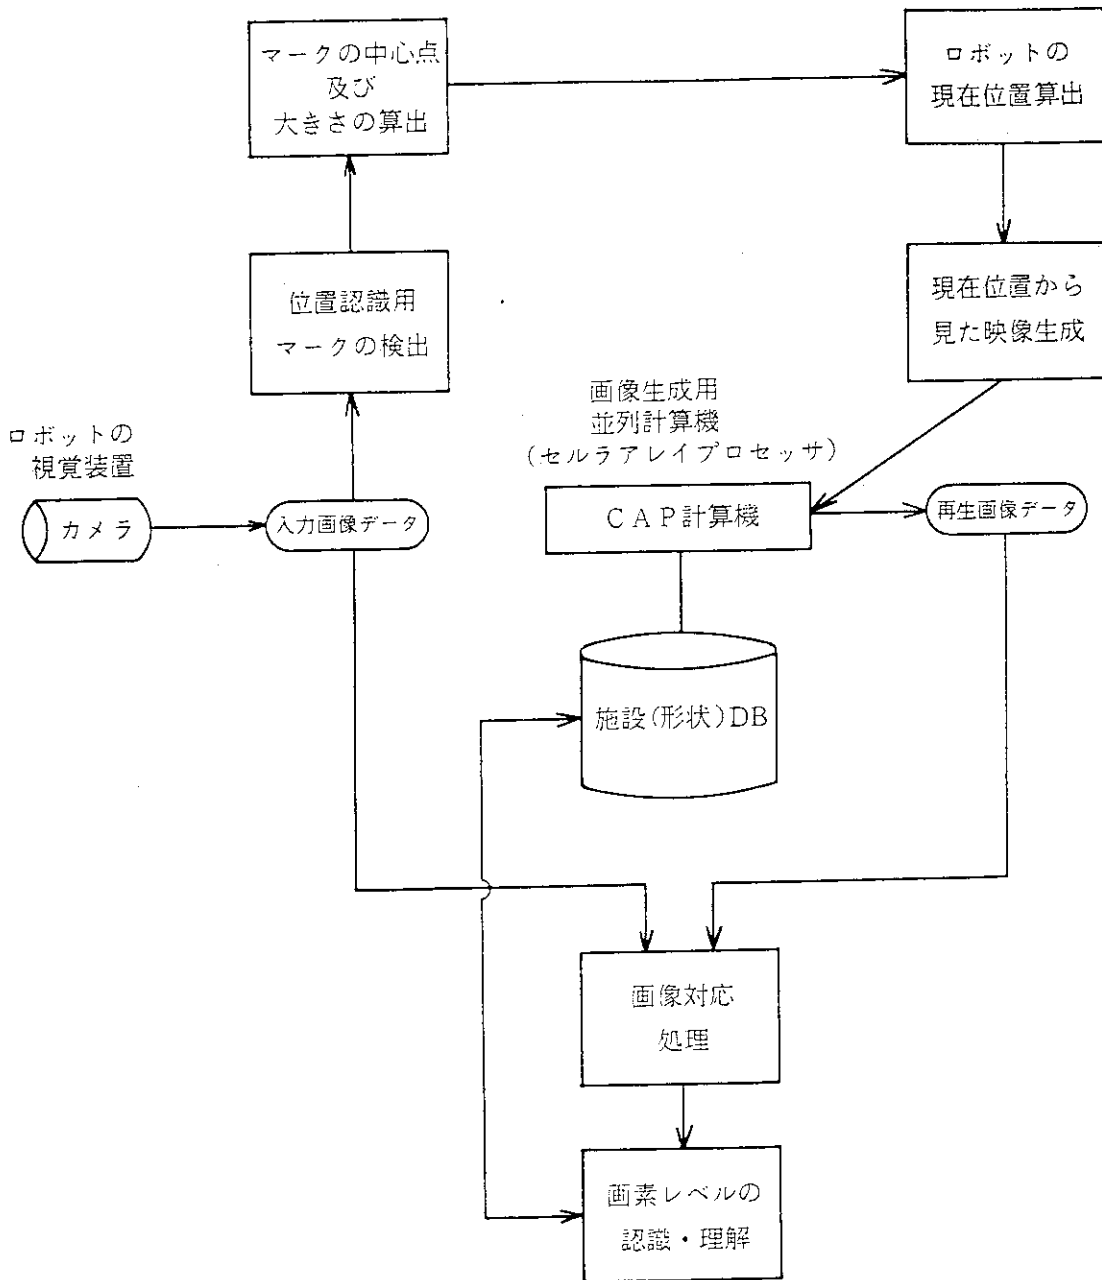 マークの中心点
及び
大きさの算出
ロボットの
現在位置算出
位置認識用
マークの検出
現在位置から
見た映像生成
画像生成用
並列計算機
(セルラアレイプロセッサ)
ロボットの
視覚装置
カメラ
入力画像データ
CAP計算機
再生画像データ
施設(形状)DB
画像対応
処理
画素レベルの
認識・理解